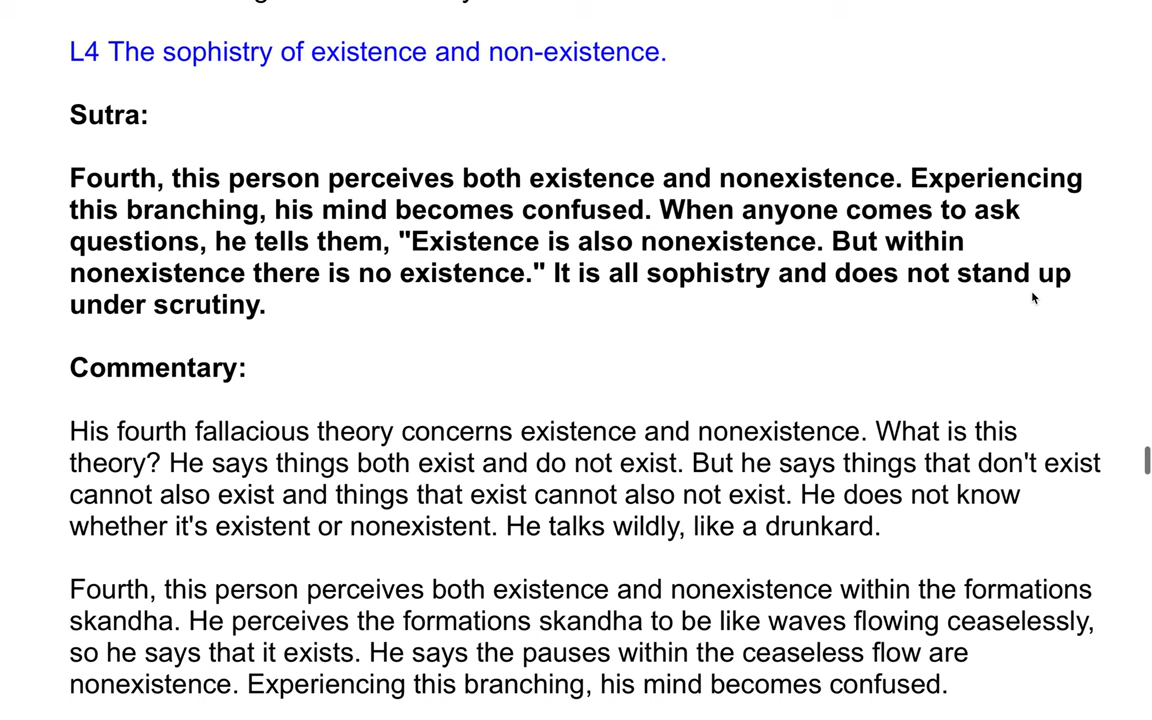 L4 The sophistry of existence and non-existence.
Sutra:
Fourth, this person perceives both existence and nonexistence. Experiencing
this branching, his mind becomes confused. When anyone comes to ask
questions, he tells them, "Existence is also nonexistence. But within
nonexistence there is no existence." It is all sophistry and does not stand up
under scrutiny.
Commentary:
His fourth fallacious theory concerns existence and nonexistence. What is this
theory? He says things both exist and do not exist. But he says things that don't exist
cannot also exist and things that exist cannot also not exist. He does not know
whether it's existent or nonexistent. He talks wildly, like a drunkard.
Fourth, this person perceives both existence and nonexistence within the formations
skandha. He perceives the formations skandha to be like waves flowing ceaselessly,
so he says that it exists. He says the pauses within the ceaseless flow are
nonexistence. Experiencing this branching, his mind becomes confused.